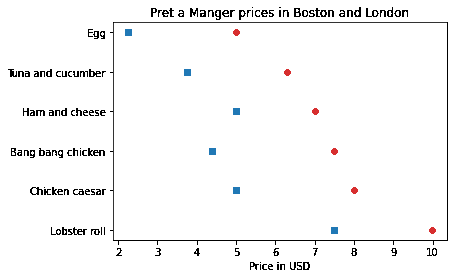 Pret a Manger prices in Boston and London
Egg
Tuna and cucumber
Ham and cheese
Bang bang chicken
Chicken caesar
Lobster roll
2 3 4 5 6 7 8 9 10
Price in USD